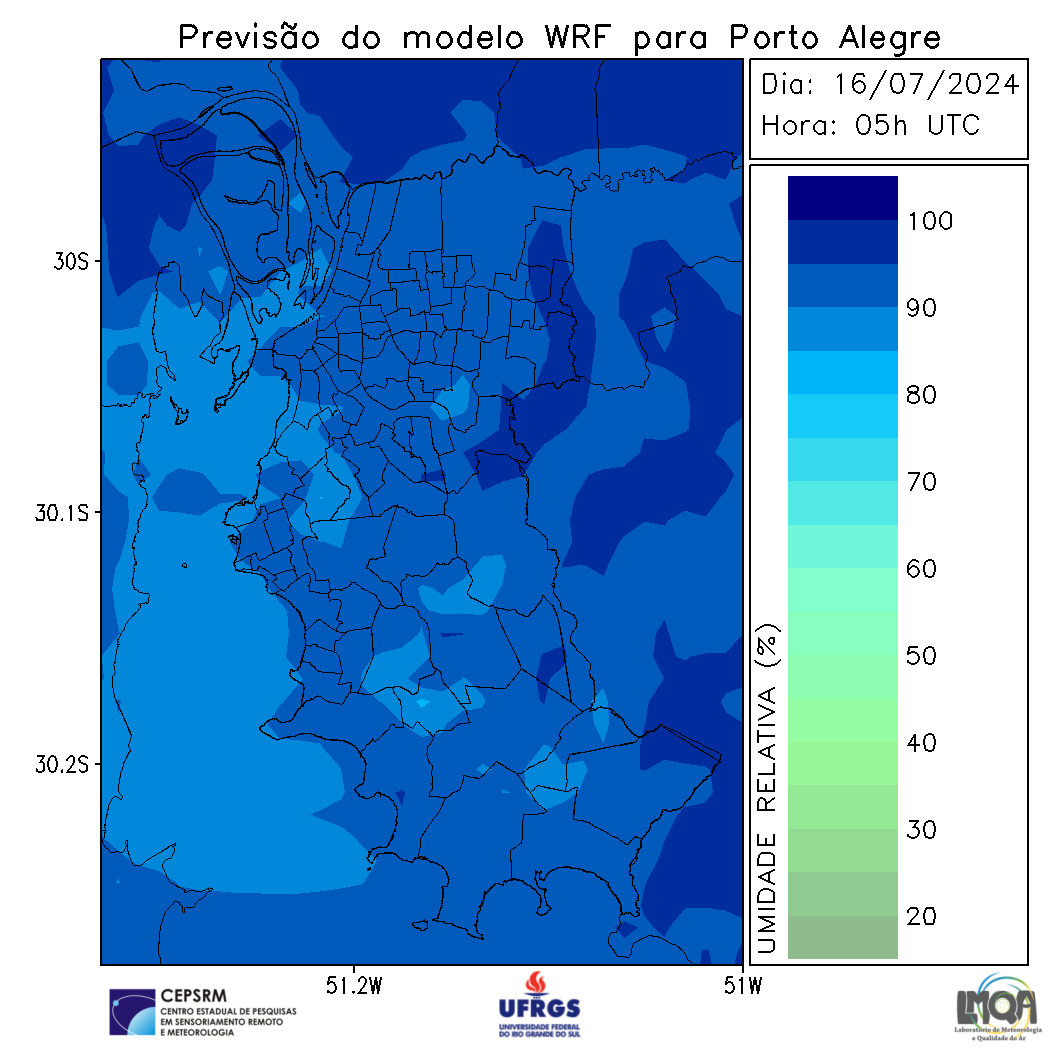 Previsão do modelo WRF para Porto Alegre
Dia: 16/07/2024
Hora: 05h UTC
30S
30.1S
30.2S
51.2W
51W
100
90
80
70
60
50
40
30
20
UMIDADE RELATIVA (%)
CEPSRM
CENTRO ESTADUAL DE PESQUISAS
EM SENSORIAMENTO REMOTO
E METEOROLOGIA
UFRGS
UNIVERSIDADE FEDERAL
DO RIO GRANDE DO SUL
LMQA
Laboratório de Meteorologia
e Qualidade do Ar